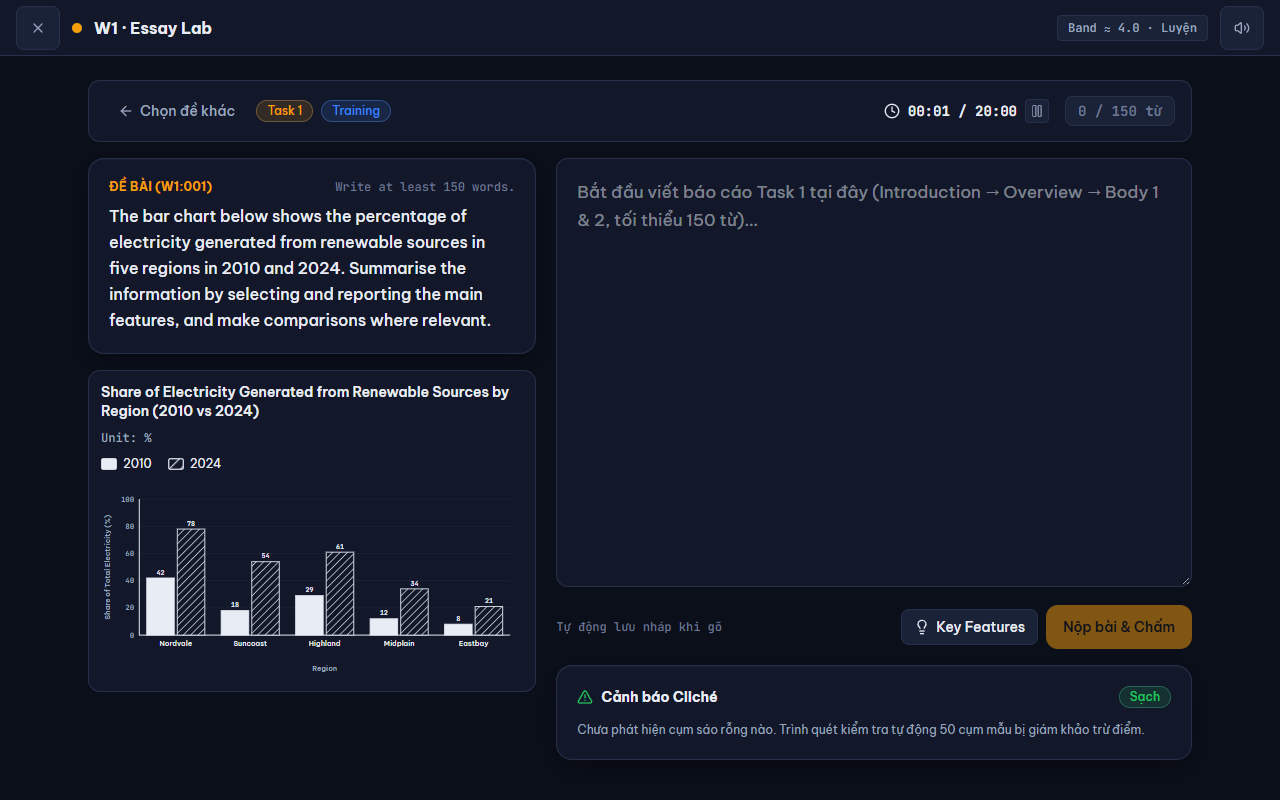 W1 · Essay Lab
Band ≈ 4.0 · Luyện
Chọn đề khác
Task 1
Training
00:01 / 20:00
0 / 150 từ
ĐỀ BÀI (W1:001)
Write at least 150 words.
The bar chart below shows the percentage of
electricity generated from renewable sources in
five regions in 2010 and 2024. Summarise the
information by selecting and reporting the main
features, and make comparisons where relevant.
Share of Electricity Generated from Renewable Sources by
Region (2010 vs 2024)
Unit: %
2010
2024
Share of Total Electricity (%)
100
80
60
40
20
0
42
78
18
54
29
61
12
34
8
21
Nordvale
Suncoast
Highland
Midplain
Eastbay
Region
Bắt đầu viết báo cáo Task 1 tại đây (Introduction → Overview → Body 1
& 2, tối thiểu 150 từ)...
Tự động lưu nháp khi gõ
Key Features
Nộp bài & Chấm
Cảnh báo Cliché
Sạch
Chưa phát hiện cụm sáo rỗng nào. Trình quét kiểm tra tự động 50 cụm mẫu bị giám khảo trừ điểm.